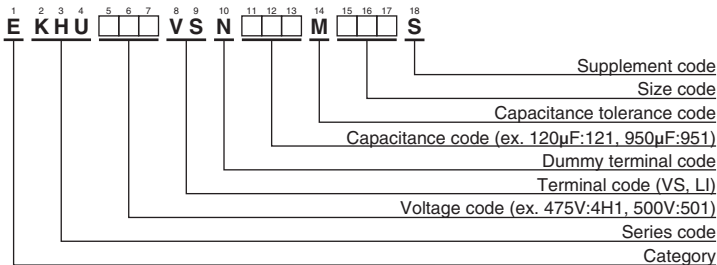 1 2 3 4 5 6 7 8 9 10 11 12 13 14 15 16 17 18
E K H U V S N M S
Supplement code
Size code
Capacitance tolerance code
Capacitance code (ex. 120μF:121, 950μF:951)
Dummy terminal code
Terminal code (VS, LI)
Voltage code (ex. 475V:4H1, 500V:501)
Series code
Category